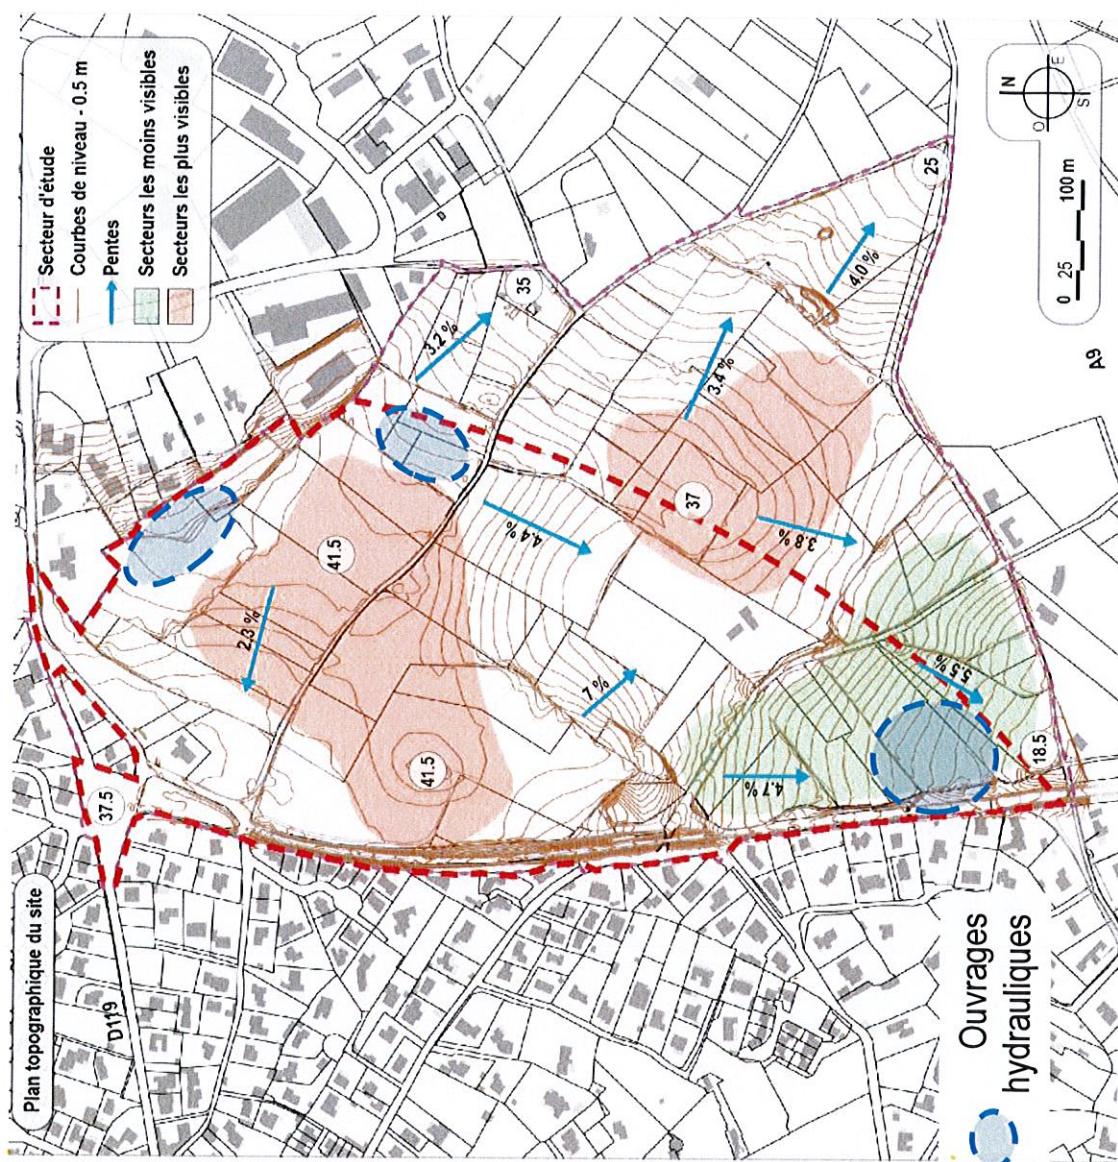 Plan topographique du site
Secteur d'étude
Courbes de niveau - 0.5 m
Pentes
Secteurs les moins visibles
Secteurs les plus visibles
D119
37.5
2.3 %
41.5
41.5
3.2 %
35
4.4 %
7 %
37
3.4 %
3.8 %
4.0 %
25
4.7 %
5.5 %
18.5
A9
0 25 100 m
N
O E
S
Ouvrages
hydrauliques